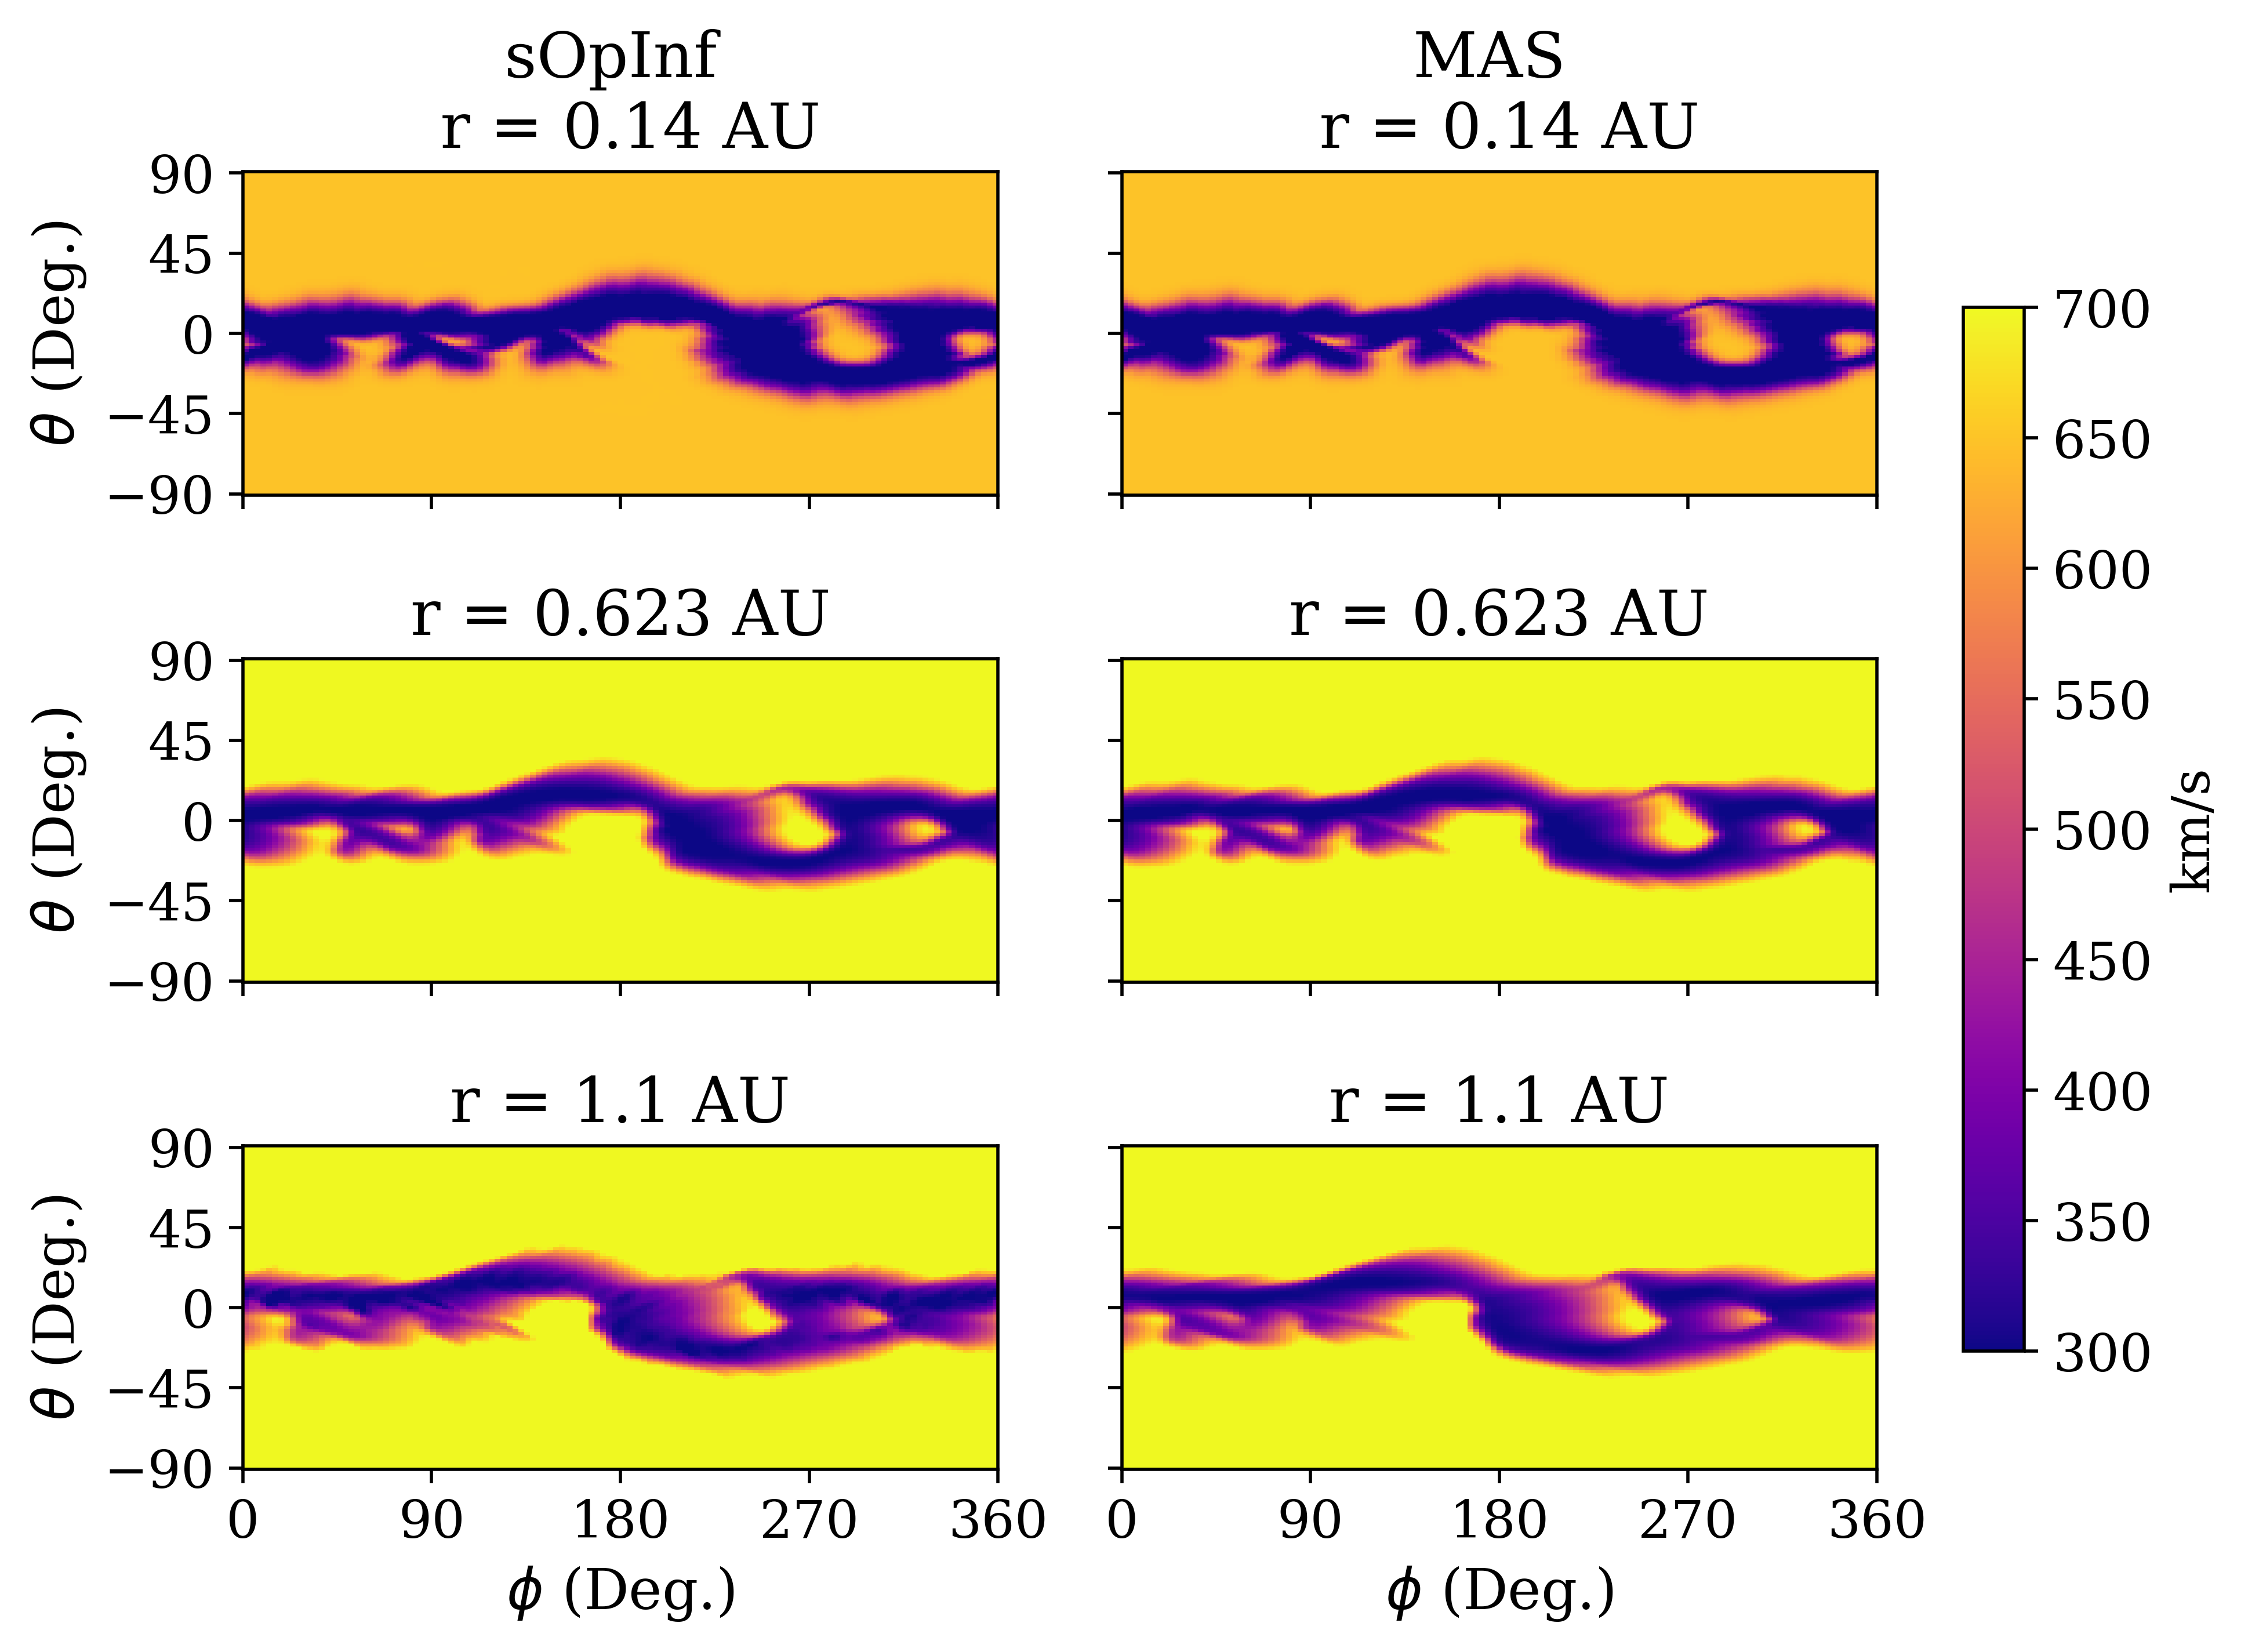 sOpInf
r = 0.14 AU
MAS
r = 0.14 AU
90
45
0
−45
−90
θ (Deg.)
r = 0.623 AU
r = 0.623 AU
90
45
0
−45
−90
θ (Deg.)
r = 1.1 AU
r = 1.1 AU
90
45
0
−45
−90
θ (Deg.)
0 90 180 270 360
φ (Deg.)
0 90 180 270 360
φ (Deg.)
700
650
600
550
500
450
400
350
300
km/s